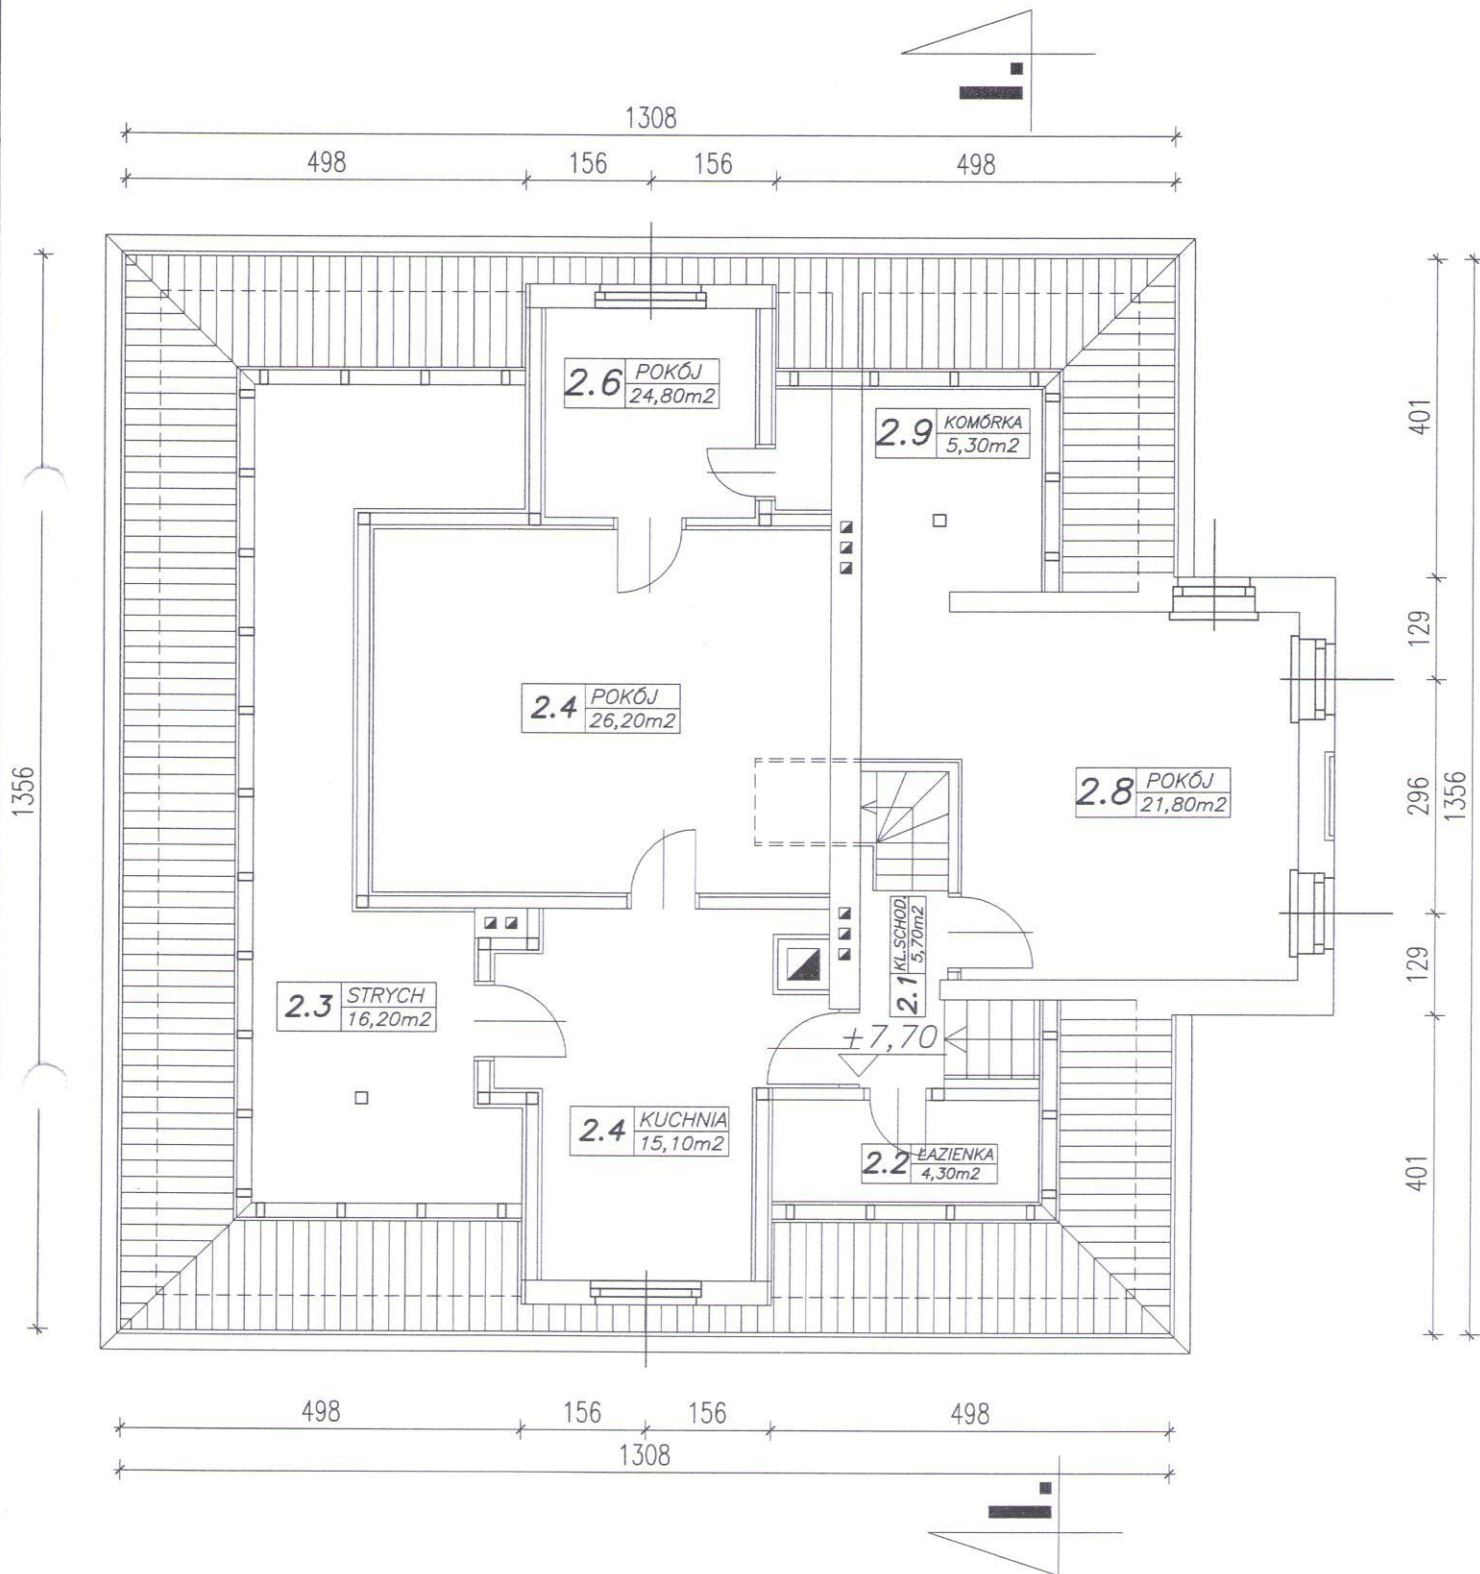 1308
498 156 156 498
2.6 POKÓJ
24,80m2
2.9 KOMÓRKA
5,30m2
401
2.4 POKÓJ
26,20m2
129
1356
2.8 POKÓJ
21,80m2
296
1356
2.1 KL.SCHOD.
5,70m2
129
2.3 STRYCH
16,20m2
+7,70
2.4 KUCHNIA
15,10m2
2.2 ŁAZIENKA
4,30m2
401
498 156 156 498
1308